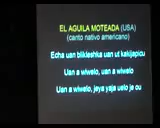 EL AGUILA MOTEADA (USA)
(canto nativo americano)
Echa uan blikieshka uan ut kakijapicu
Uan a wiwelo, uan a wiwelo
Uan a wiwelo, jeya yaja uelo je ou